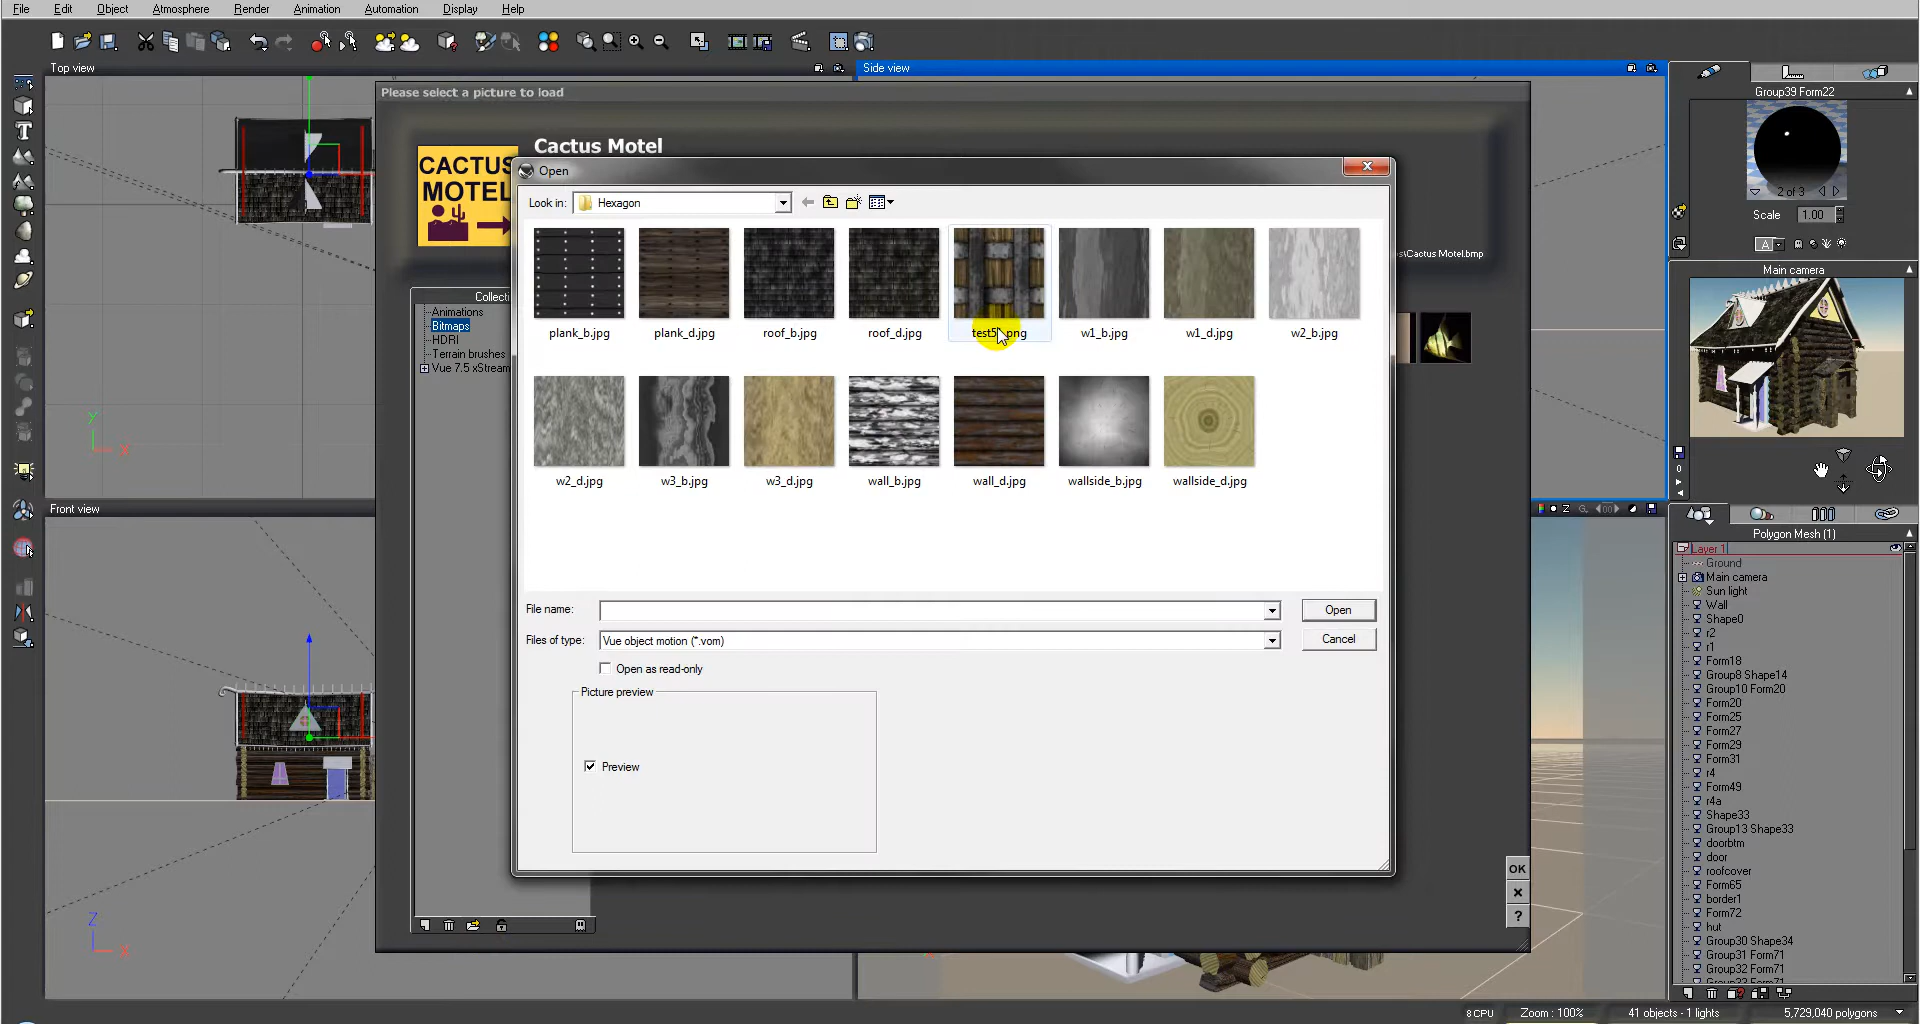 File Edit Object Atmosphere Render Animation Automation Display Help
Top view
Side view
Please select a picture to load
Cactus Motel
CACTUS
MOTEL
Open
Look in: Hexagon
s\Cactus Motel.bmp
Collecti
Animations
Bitmaps
HDRI
Terrain brushes
Vue 7.5 xStream
plank_b.jpg plank_d.jpg roof_b.jpg roof_d.jpg w1_b.jpg w1_d.jpg w2_b.jpg
w2_d.jpg w3_b.jpg w3_d.jpg wall_b.jpg wall_d.jpg wallside_b.jpg wallside_d.jpg
File name:
Open
Files of type: Vue object motion (*.vom)
Cancel
Open as read-only
Picture preview
Preview
OK
?
Y
X
Front view
Z
X
Group39 Form22
2 of 3
Scale 1.00
A
Main camera
0
Polygon Mesh (1)
Layer 1
Ground
Main camera
Sun light
Wall
Shape0
r2
r1
Form18
Group8 Shape14
Group10 Form20
Form20
Form25
Form27
Form29
Form31
r4
Form49
r4a
Shape33
Group13 Shape33
doorbtm
door
roofcover
Form65
border1
Form72
hut
Group30 Shape34
Group31 Form71
Group32 Form71
8 CPU Zoom : 100% 41 objects - 1 lights 5,729,040 polygons